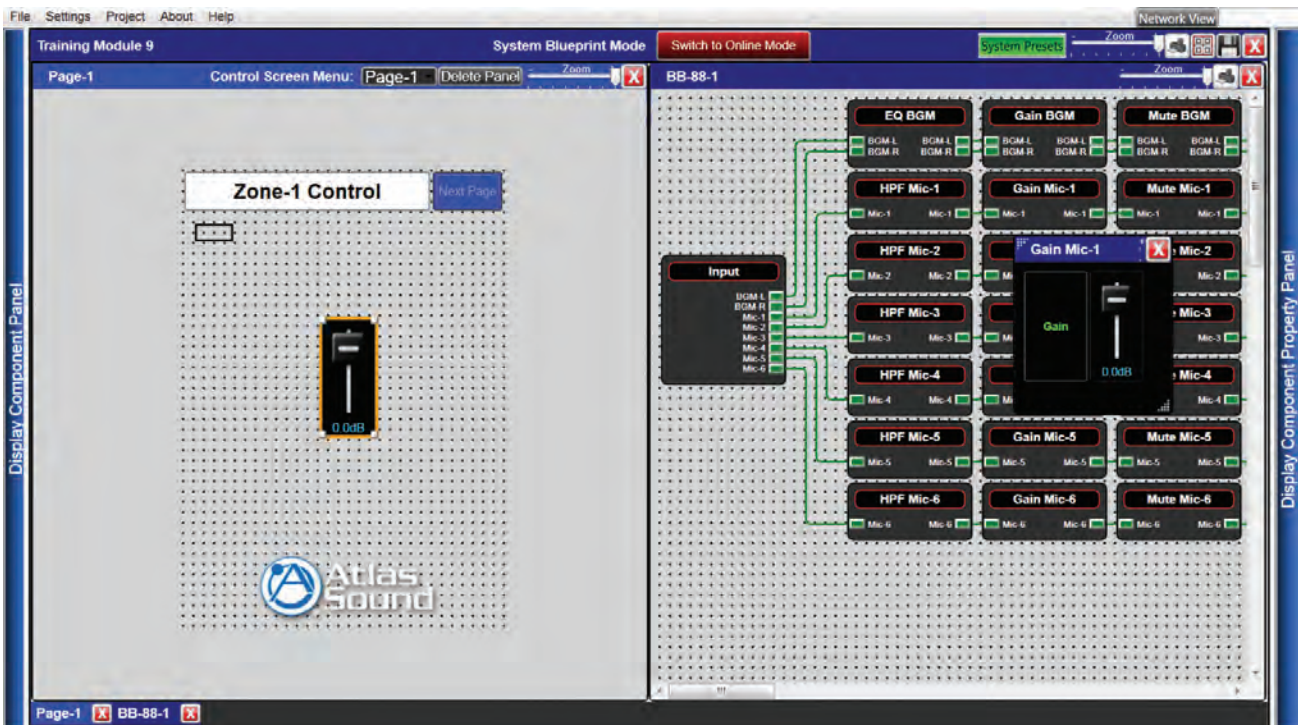 File Settings Project About Help
Network View
Training Module 9 System Blueprint Mode Switch to Online Mode System Presets Zoom
Page-1 Control Screen Menu: Page-1 Delete Panel Zoom
BB-88-1 Zoom
Display Component Panel
Zone-1 Control Next Page
0.0dB
Atlas
Sound
Input
BGM-L
BGM-R
Mic-1
Mic-2
Mic-3
Mic-4
Mic-5
Mic-6
EQ BGM Gain BGM Mute BGM
BGM-L BGM-L BGM-L BGM-L BGM-L BGM-L
BGM-R BGM-R BGM-R BGM-R BGM-R BGM-R
HPF Mic-1 Gain Mic-1 Mute Mic-1
Mic-1 Mic-1 Mic-1 Mic-1 Mic-1 Mic-1
HPF Mic-2 Mic-2
Mic-2 Mic-2 Mic-2
HPF Mic-3 Mic-3
Mic-3 Mic-3 Mic-3
HPF Mic-4 Mic-4
Mic-4 Mic-4 Mic-4
Gain Mic-1
Gain
0.0dB
HPF Mic-5 Gain Mic-5 Mute Mic-5
Mic-5 Mic-5 Mic-5 Mic-5 Mic-5 Mic-5
HPF Mic-6 Gain Mic-6 Mute Mic-6
Mic-6 Mic-6 Mic-6 Mic-6 Mic-6 Mic-6
Display Component Property Panel
Page-1 BB-88-1